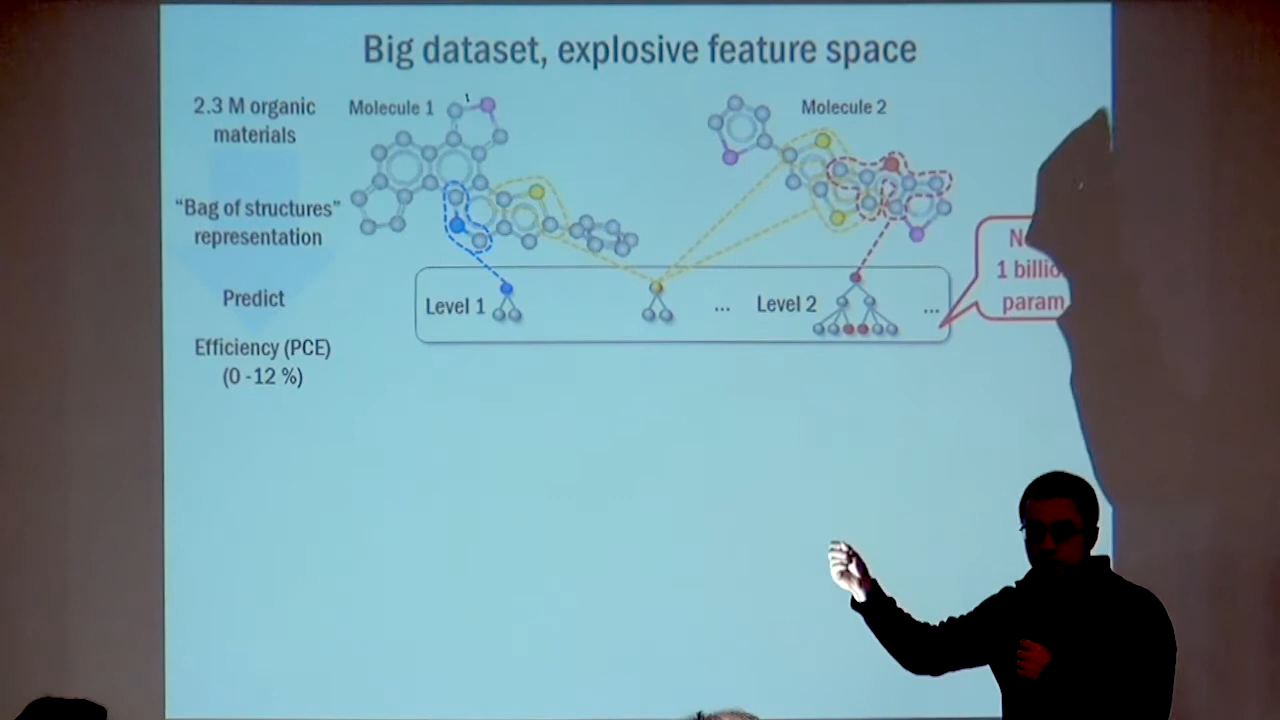 Big dataset, explosive feature space
2.3 M organic
materials
Molecule 1
Molecule 2
“Bag of structures”
representation
Predict
Efficiency (PCE)
(0 -12 %)
Level 1
...
Level 2
...
1
param